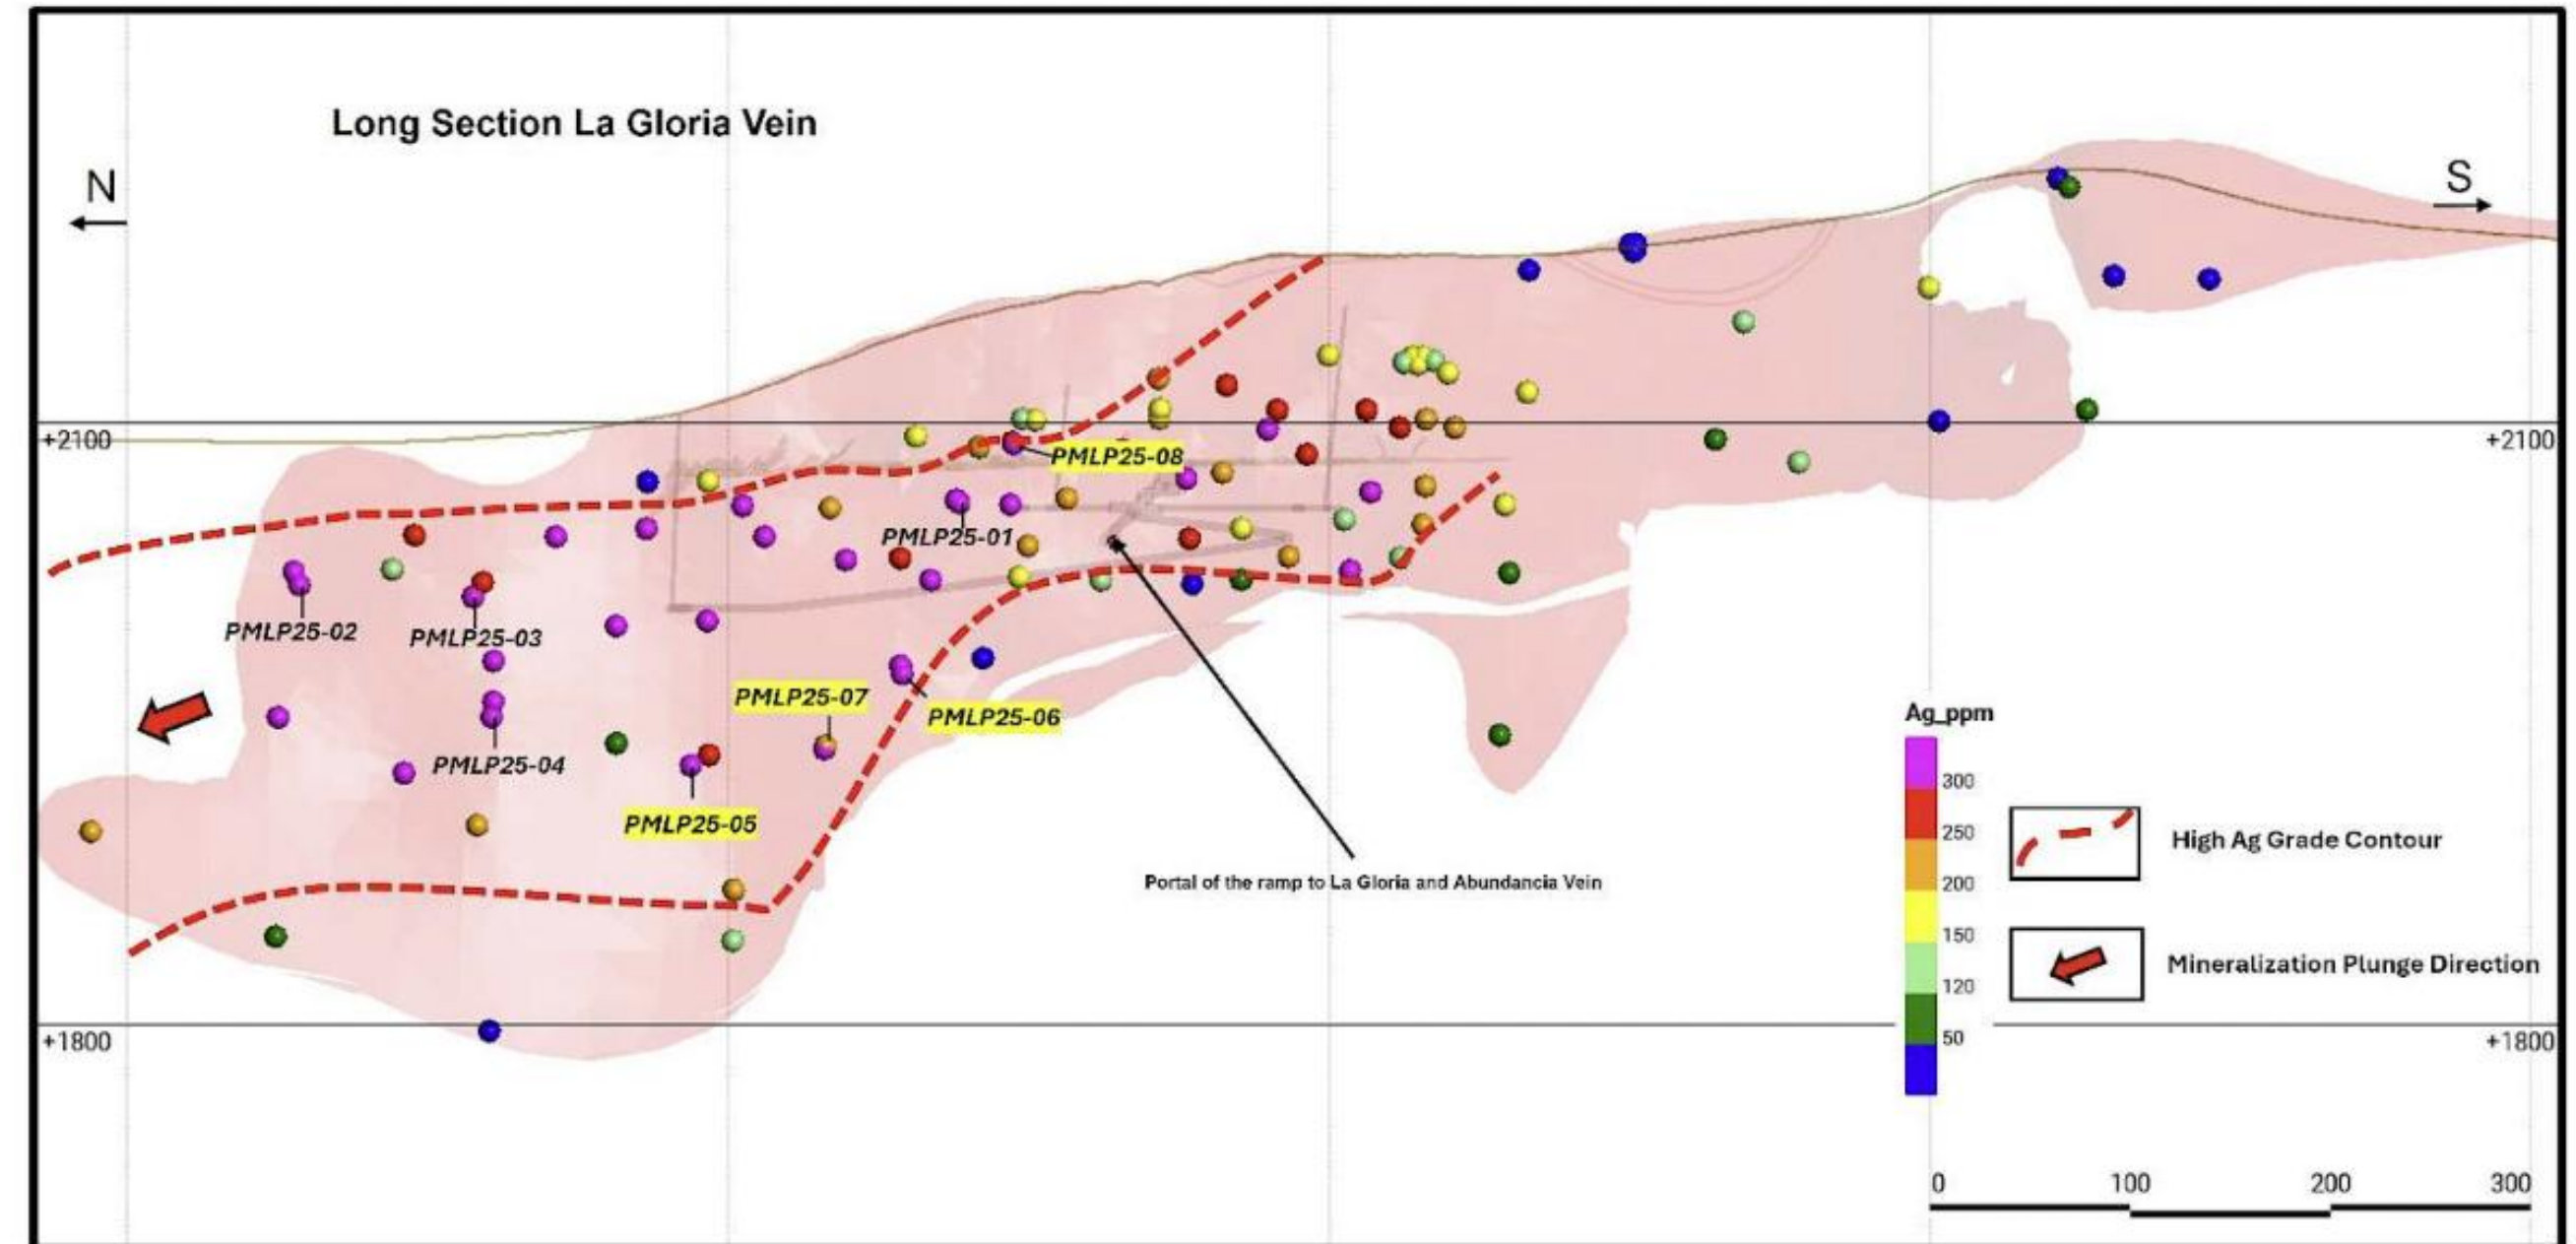 Long Section La Gloria Vein
N
S
+2100
+2100
PMLP25-08
PMLP25-01
PMLP25-02
PMLP25-03
PMLP25-07
PMLP25-06
PMLP25-04
PMLP25-05
Portal of the ramp to La Gloria and Abundancia Vein
Ag_ppm
300
250
200
150
120
50
High Ag Grade Contour
Mineralization Plunge Direction
+1800
+1800
0 100 200 300